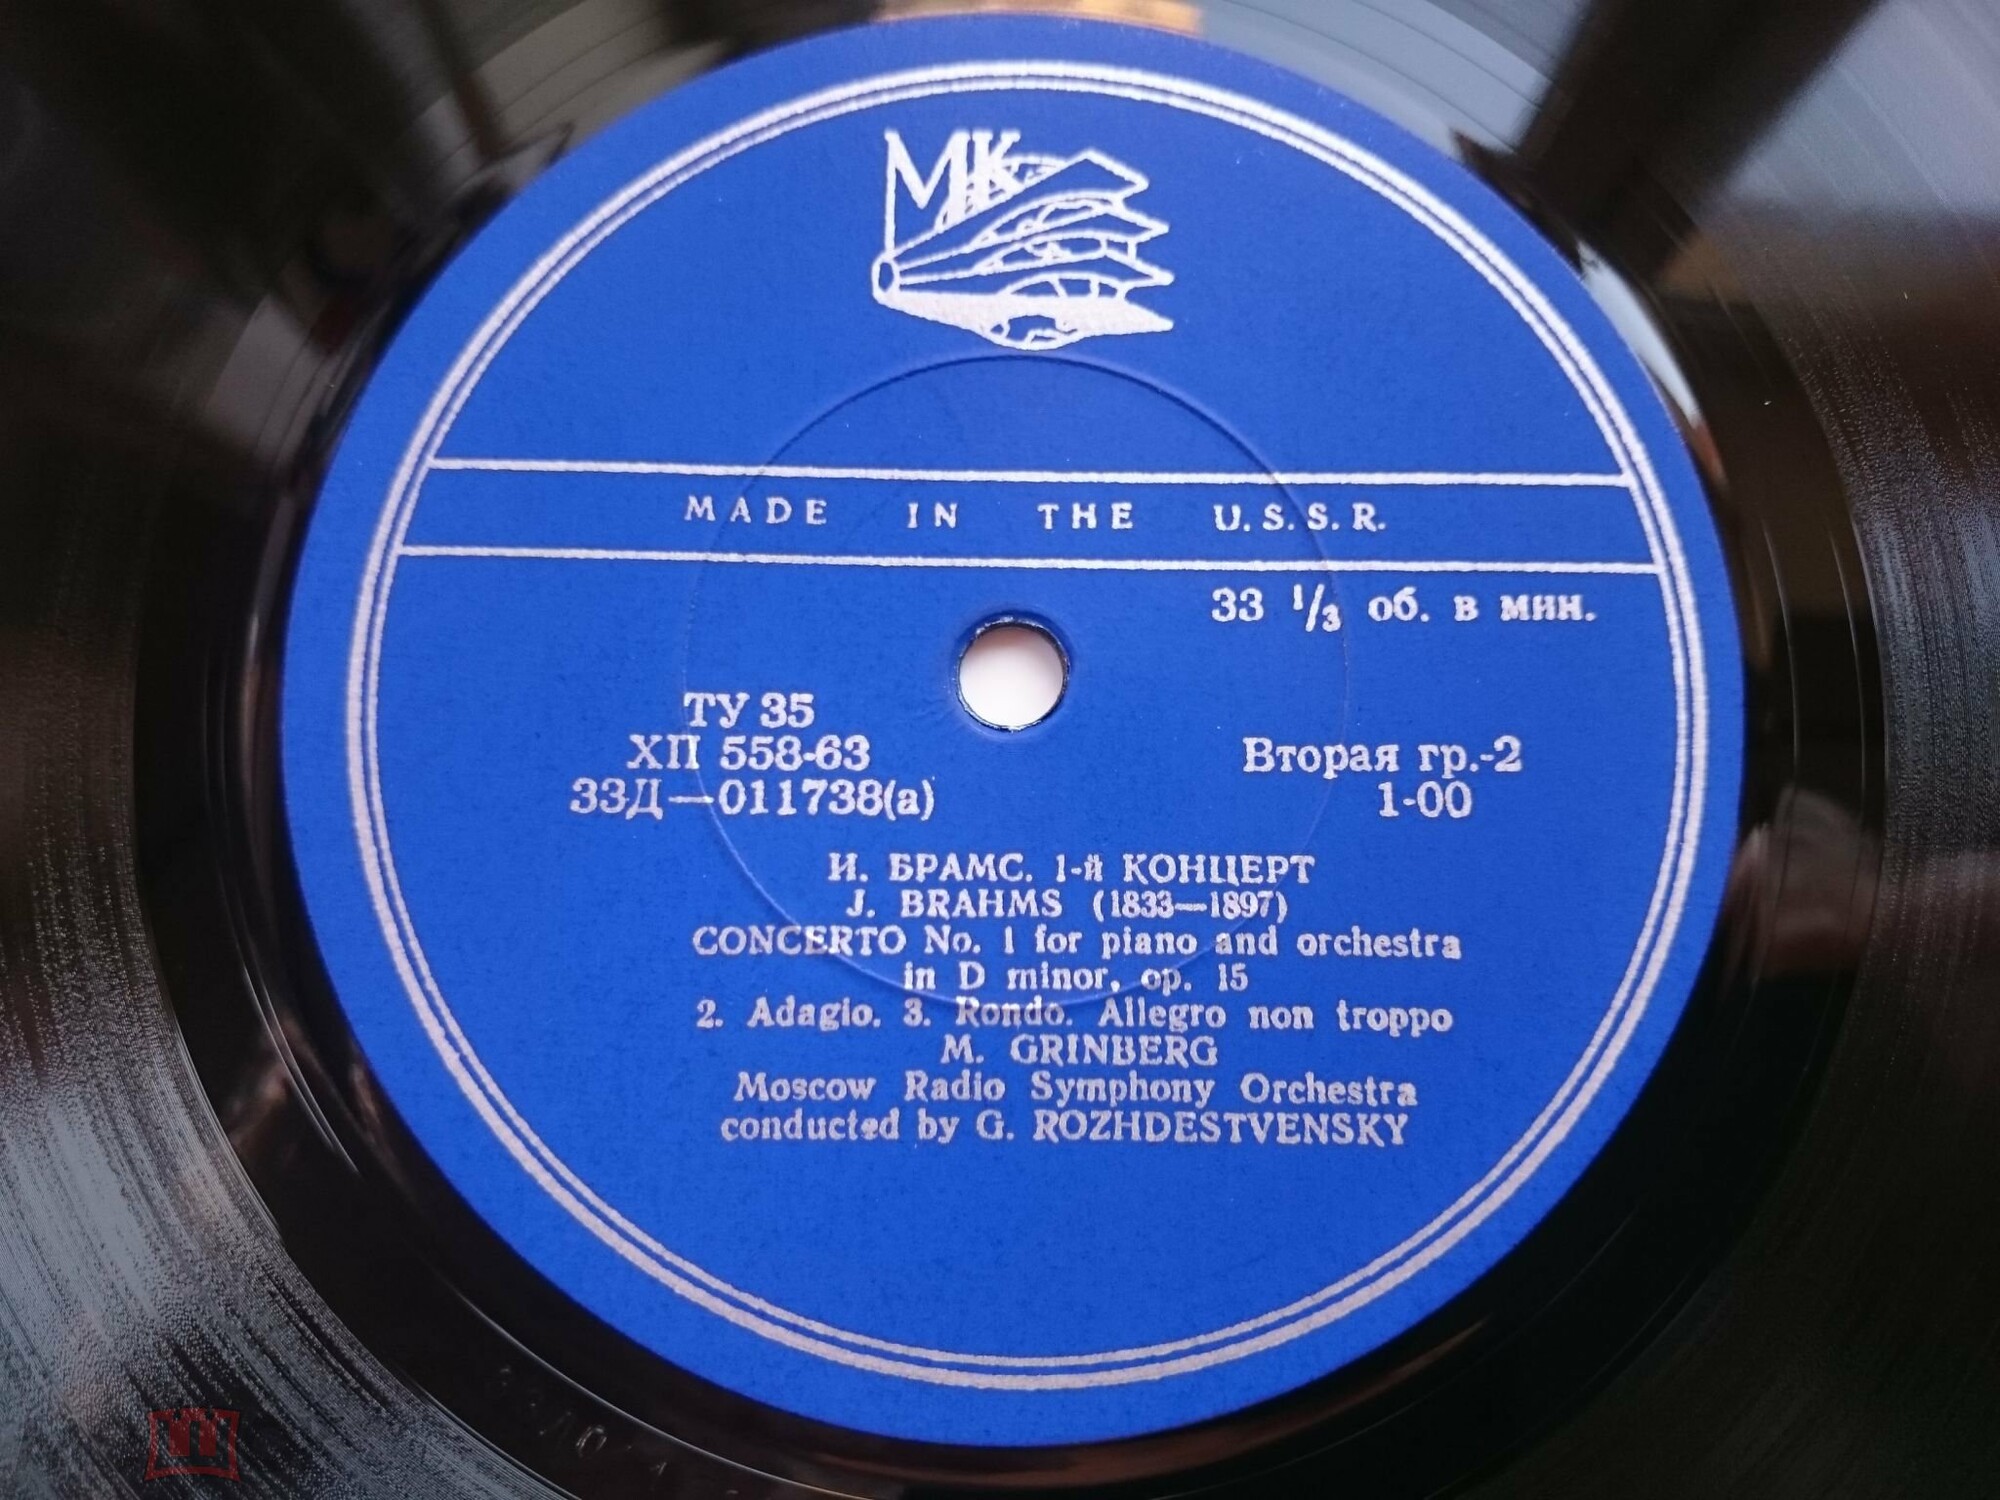 МК
MADE IN THE U.S.S.R.
33 1/3 об. в мин.
ТУ 35
ХП 558-63
33Д—011738(а)
Вторая гр.-2
1-00
И. БРАМС. 1-й КОНЦЕРТ
J. BRAHMS (1833—1897)
CONCERTO No. 1 for piano and orchestra
in D minor, op. 15
2. Adagio. 3. Rondo. Allegro non troppo
M. GRINBERG
Moscow Radio Symphony Orchestra
conducted by G. ROZHDESTVENSKY